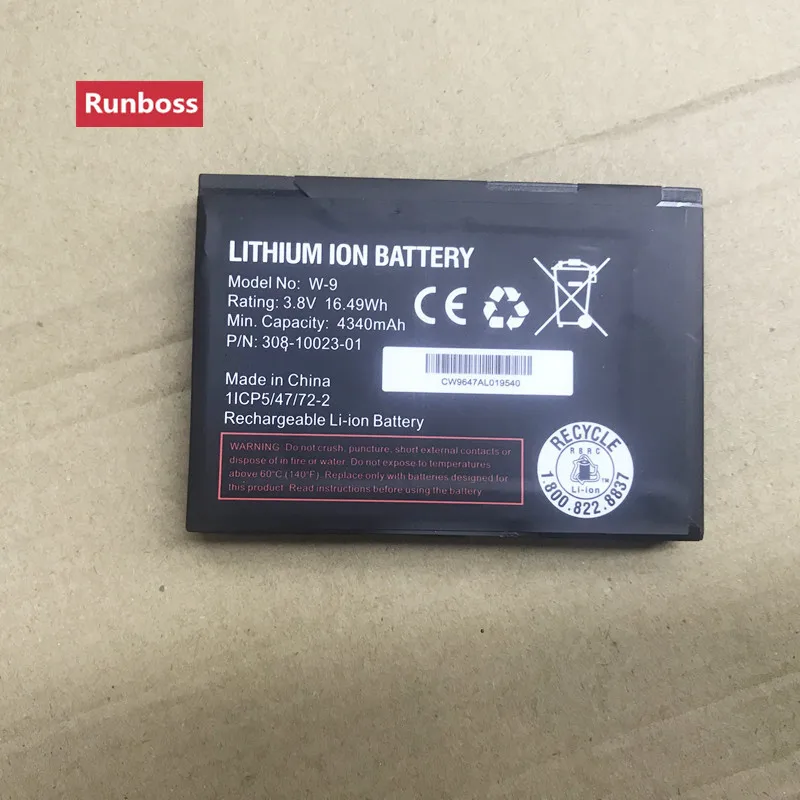 Runboss
LITHIUM ION BATTERY
Model No: W-9
Rating: 3.8V 16.49Wh
Min. Capacity: 4340mAh
P/N: 308-10023-01
CW9647AL019540
Made in China
1ICP5/47/72-2
Rechargeable Li-ion Battery
WARNING: Do not crush, puncture, short external contacts or
dispose of in fire or water. Do not expose to temperatures
above 60°C (140°F). Replace only with batteries designed for
this product. Read instructions before using the battery
RECYCLE
RBRC
Li-ion
TM
1.800.822.8837